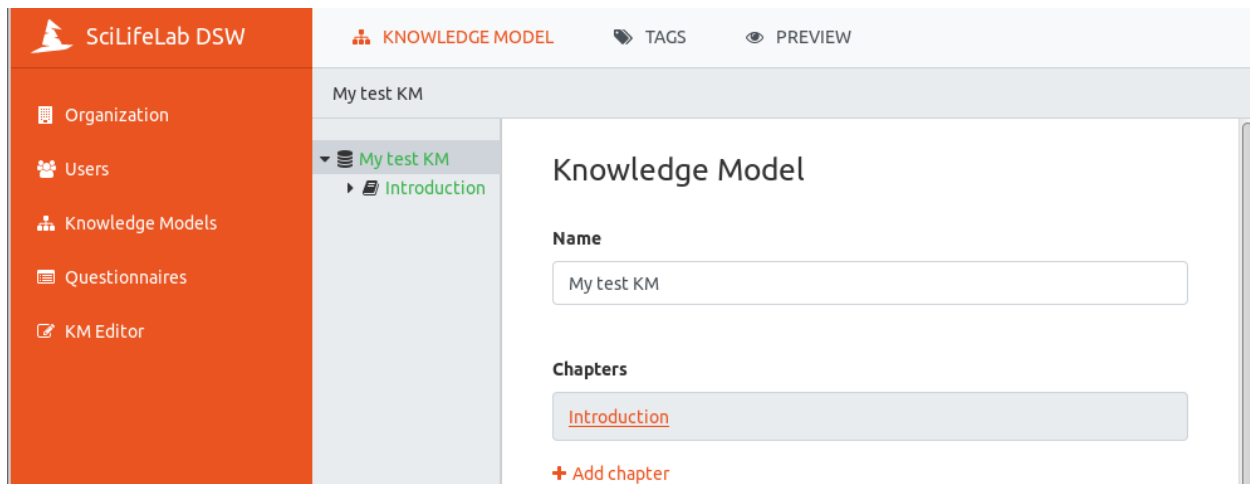 SciLifeLab DSW
KNOWLEDGE MODEL TAGS PREVIEW
My test KM
Organization
Users
Knowledge Models
Questionnaires
KM Editor
My test KM
Introduction
Knowledge Model
Name
My test KM
Chapters
Introduction
Add chapter